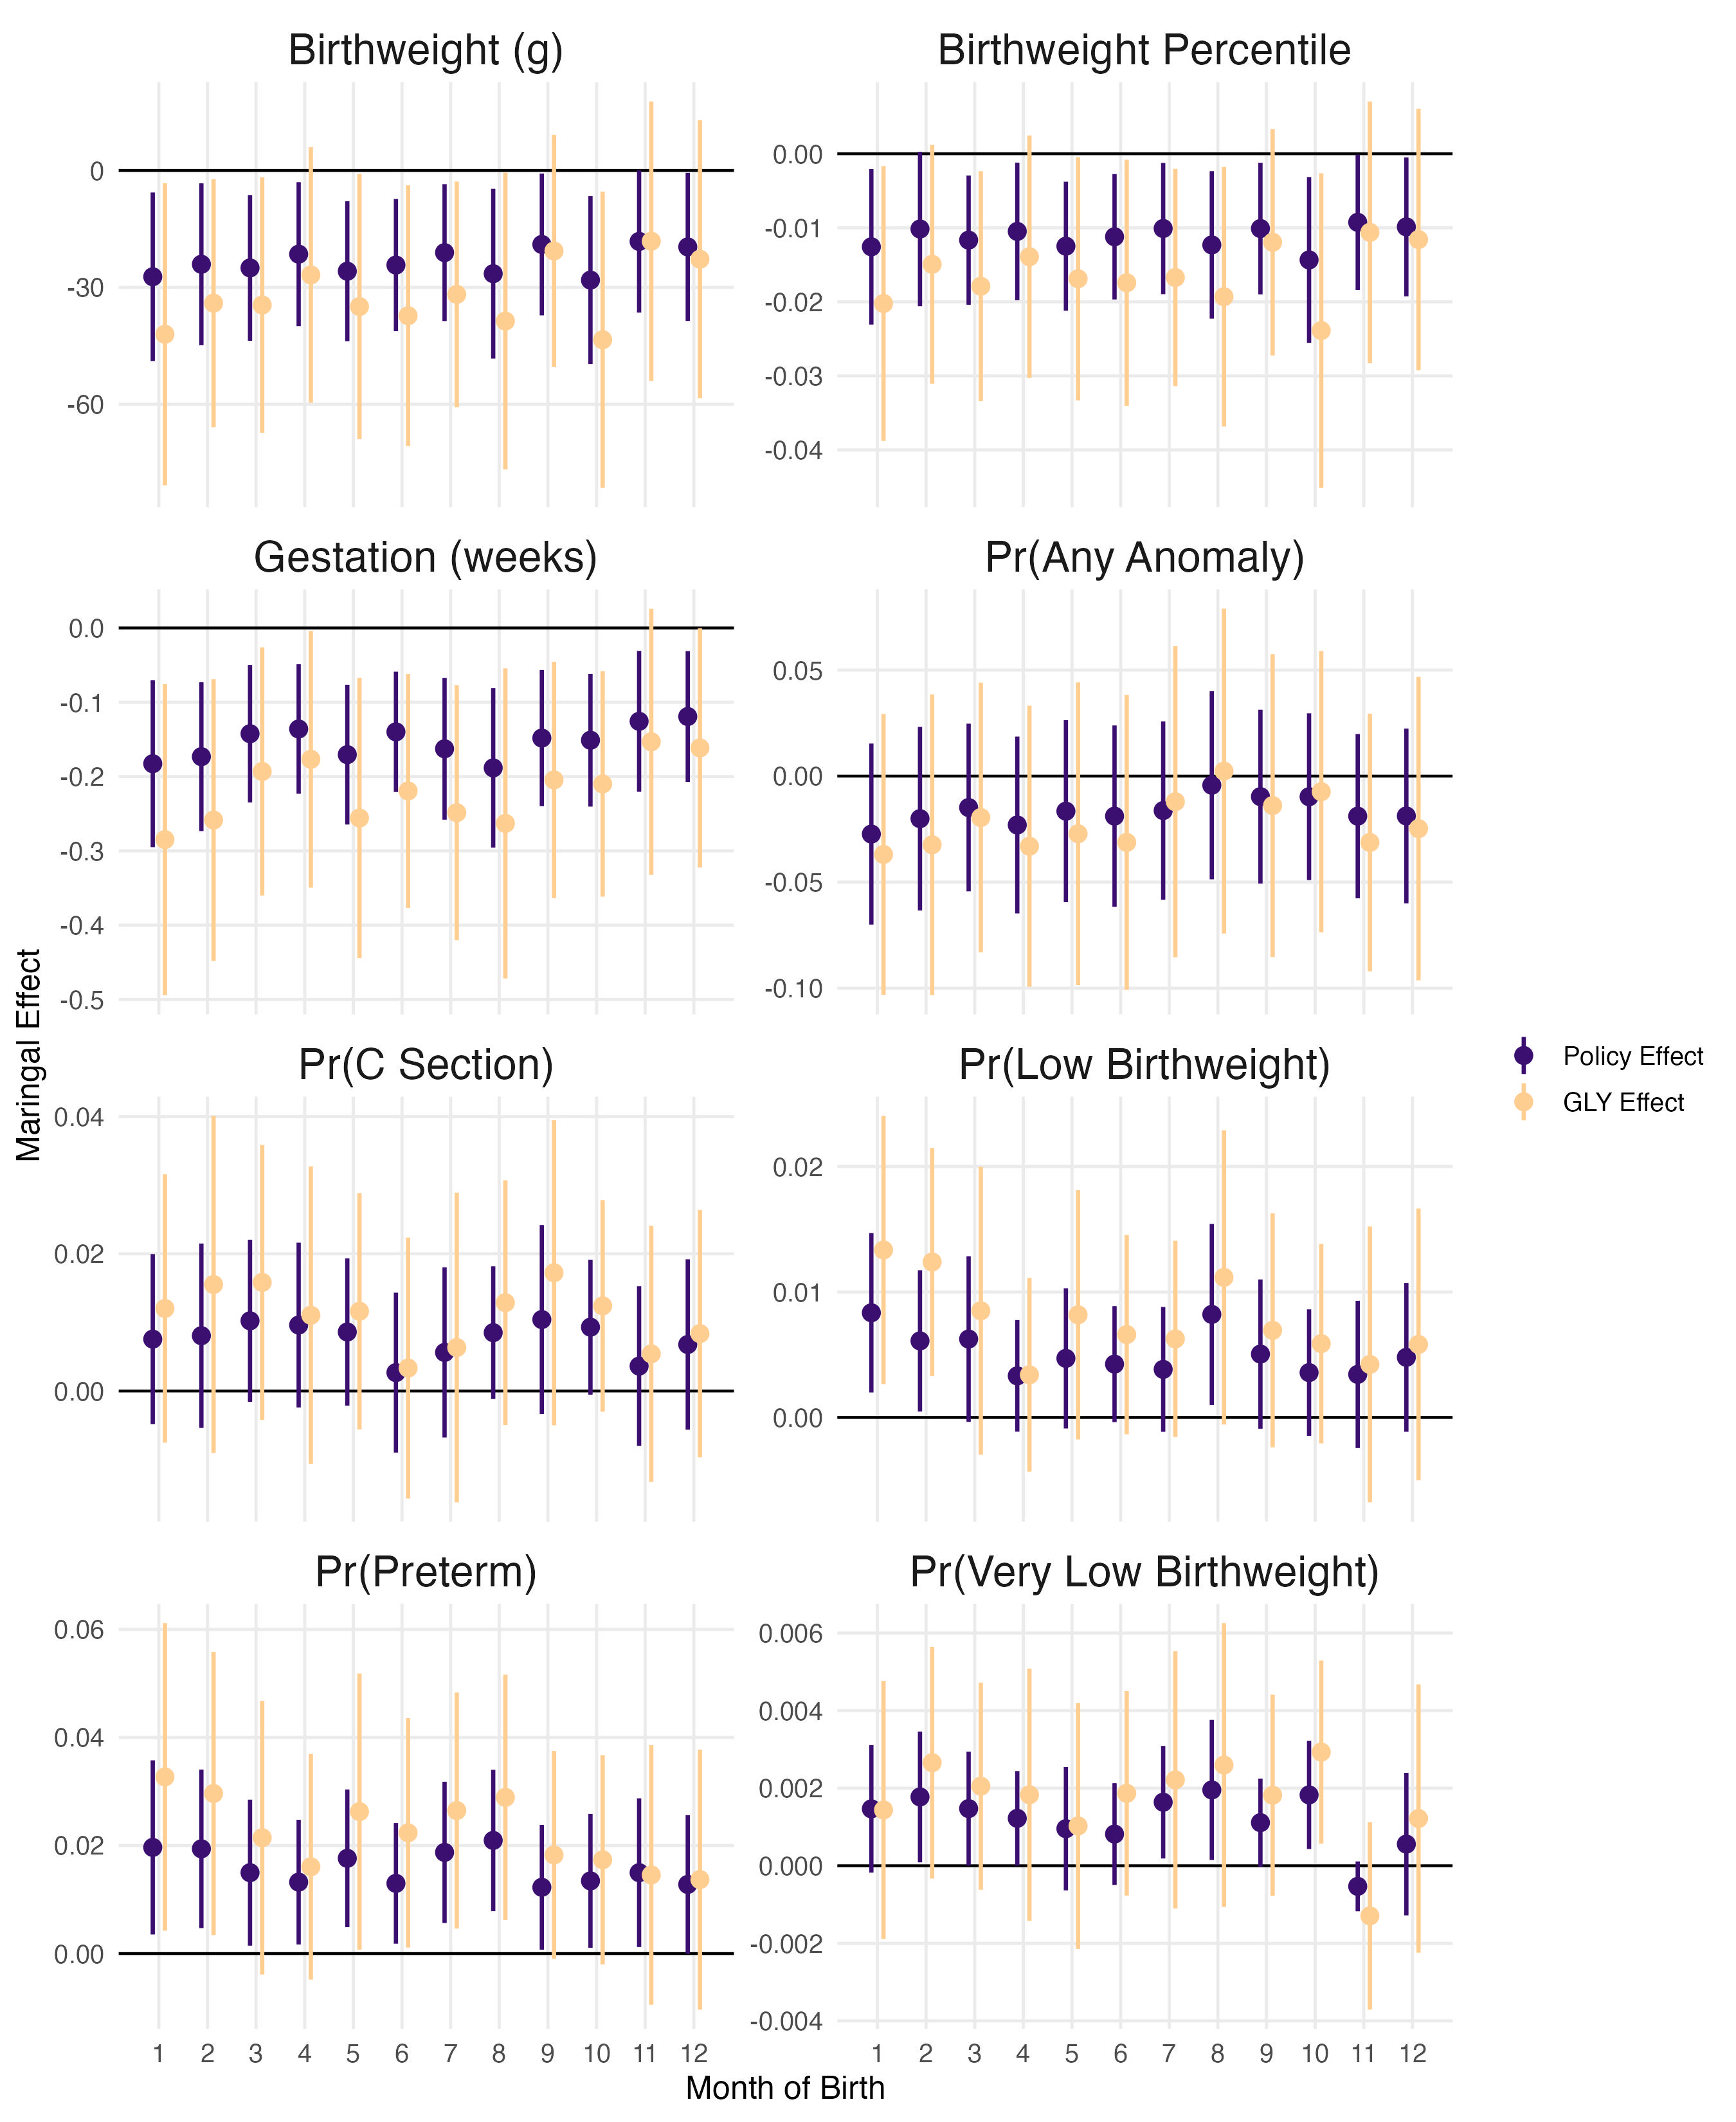 Birthweight (g)
Birthweight Percentile
0
-30
-60
0.00
-0.01
-0.02
-0.03
-0.04
Gestation (weeks)
Pr(Any Anomaly)
0.0
-0.1
-0.2
-0.3
-0.4
-0.5
0.05
0.00
-0.05
-0.10
Maringal Effect
Pr(C Section)
Pr(Low Birthweight)
0.04
0.02
0.00
0.02
0.01
0.00
Policy Effect
GLY Effect
Pr(Preterm)
Pr(Very Low Birthweight)
0.06
0.04
0.02
0.00
0.006
0.004
0.002
0.000
-0.002
-0.004
1 2 3 4 5 6 7 8 9 10 11 12
1 2 3 4 5 6 7 8 9 10 11 12
Month of Birth